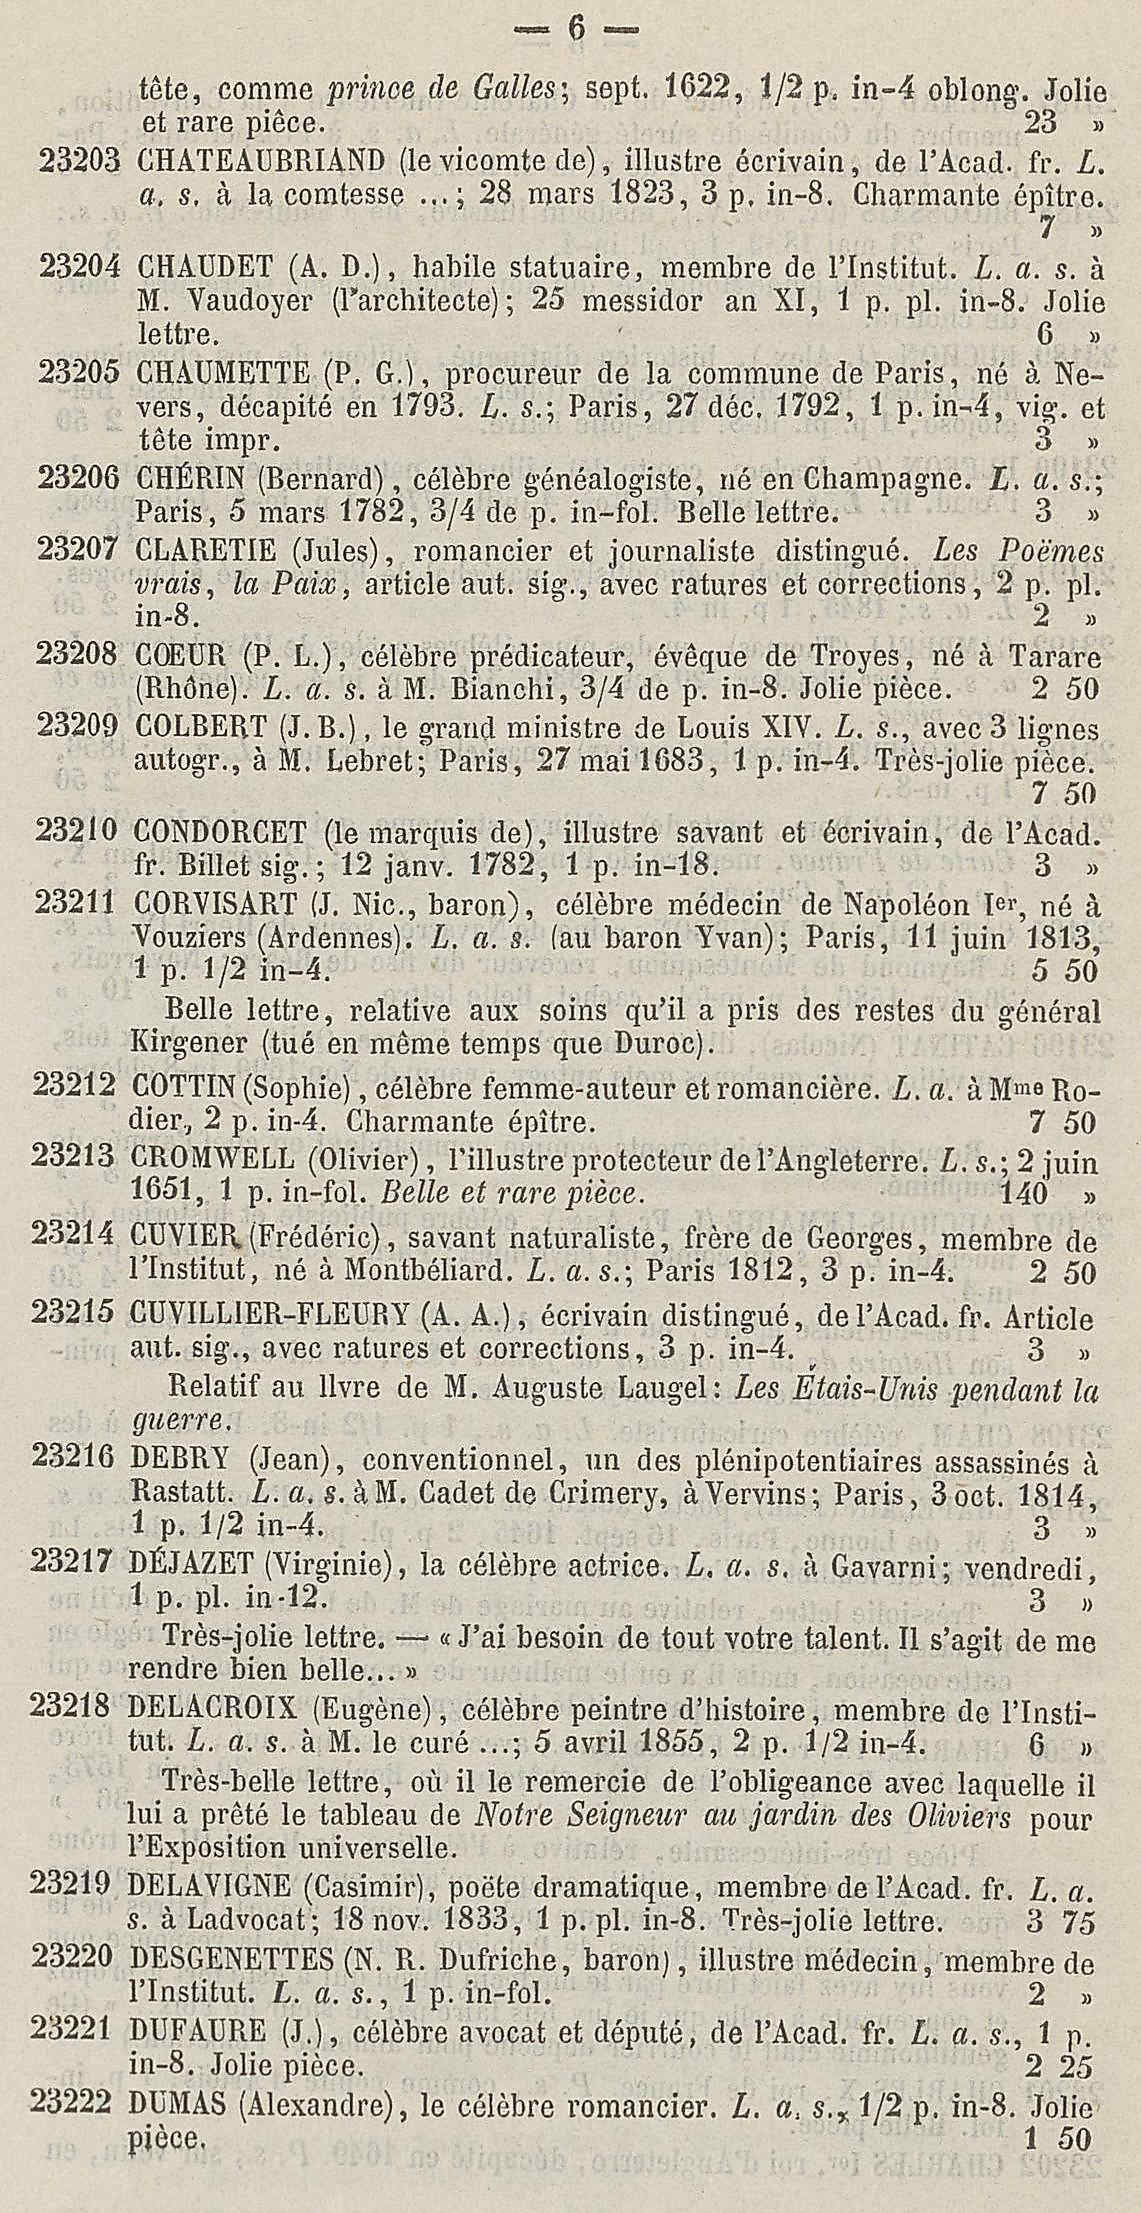 — 6 —
tête, comme prince de Galles; sept. 1622, 1/2 p. in-4 oblong. Jolie
et rare pièce. 23 »
23203 CHATEAUBRIAND (le vicomte de), illustre écrivain, de l'Acad. fr. L.
a. s. à la comtesse ...; 28 mars 1823, 3 p. in-8. Charmante épître.
7 »
23204 CHAUDET (A. D.), habile statuaire, membre de l'Institut. L. a. s. à
M. Vaudoyer (l'architecte); 25 messidor an XI, 1 p. pl. in-8. Jolie
lettre. 6 »
23205 CHAUMETTE (P. G.), procureur de la commune de Paris, né à Ne-
vers, décapité en 1793. L. s.; Paris, 27 déc. 1792, 1 p. in-4, vig. et
tête impr. 3 »
23206 CHÉRIN (Bernard), célèbre généalogiste, né en Champagne. L. a. s.;
Paris, 5 mars 1782, 3/4 de p. in-fol. Belle lettre. 3 »
23207 CLARETIE (Jules), romancier et journaliste distingué. Les Poëmes
vrais, la Paix, article aut. sig., avec ratures et corrections, 2 p. pl.
in-8. 2 »
23208 CŒUR (P. L.), célèbre prédicateur, évêque de Troyes, né à Tarare
(Rhône). L. a. s. à M. Bianchi, 3/4 de p. in-8. Jolie pièce. 2 50
23209 COLBERT (J. B.), le grand ministre de Louis XIV. L. s., avec 3 lignes
autogr., à M. Lebret; Paris, 27 mai 1683, 1 p. in-4. Très-jolie pièce.
7 50
23210 CONDORCET (le marquis de), illustre savant et écrivain, de l'Acad.
fr. Billet sig.; 12 janv. 1782, 1 p. in-18. 3 »
23211 CORVISART (J. Nic., baron), célèbre médecin de Napoléon Ier, né à
Vouziers (Ardennes). L. a. s. (au baron Yvan); Paris, 11 juin 1813,
1 p. 1/2 in-4. 5 50
Belle lettre, relative aux soins qu'il a pris des restes du général
Kirgener (tué en même temps que Duroc).
23212 COTTIN (Sophie), célèbre femme-auteur et romancière. L. a. à Mme Ro-
dier, 2 p. in-4. Charmante épître. 7 50
23213 CROMWELL (Olivier), l'illustre protecteur de l'Angleterre. L. s.; 2 juin
1651, 1 p. in-fol. Belle et rare pièce. 140 »
23214 CUVIER (Frédéric), savant naturaliste, frère de Georges, membre de
l'Institut, né à Montbéliard. L. a. s.; Paris 1812, 3 p. in-4. 2 50
23215 CUVILLIER-FLEURY (A. A.), écrivain distingué, de l'Acad. fr. Article
aut. sig., avec ratures et corrections, 3 p. in-4. 3 »
Relatif au livre de M. Auguste Laugel: Les États-Unis pendant la
guerre.
23216 DEBRY (Jean), conventionnel, un des plénipotentiaires assassinés à
Rastatt. L. a. s. à M. Cadet de Crimery, à Vervins; Paris, 3 oct. 1814,
1 p. 1/2 in-4. 3 »
23217 DÉJAZET (Virginie), la célèbre actrice. L. a. s. à Gavarni; vendredi,
1 p. pl. in-12. 3 »
Très-jolie lettre. — « J'ai besoin de tout votre talent. Il s'agit de me
rendre bien belle... »
23218 DELACROIX (Eugène), célèbre peintre d'histoire, membre de l'Insti-
tut. L. a. s. à M. le curé ...; 5 avril 1855, 2 p. 1/2 in-4. 6 »
Très-belle lettre, où il le remercie de l'obligeance avec laquelle il
lui a prêté le tableau de Notre Seigneur au jardin des Oliviers pour
l'Exposition universelle.
23219 DELAVIGNE (Casimir), poëte dramatique, membre de l'Acad. fr. L. a.
s. à Ladvocat; 18 nov. 1833, 1 p. pl. in-8. Très-jolie lettre. 3 75
23220 DESGENETTES (N. R. Dufriche, baron), illustre médecin, membre de
l'Institut. L. a. s., 1 p. in-fol. 2 »
23221 DUFAURE (J.), célèbre avocat et député, de l'Acad. fr. L. a. s., 1 p.
in-8. Jolie pièce. 2 25
23222 DUMAS (Alexandre), le célèbre romancier. L. a. s., 1/2 p. in-8. Jolie
pièce. 1 50